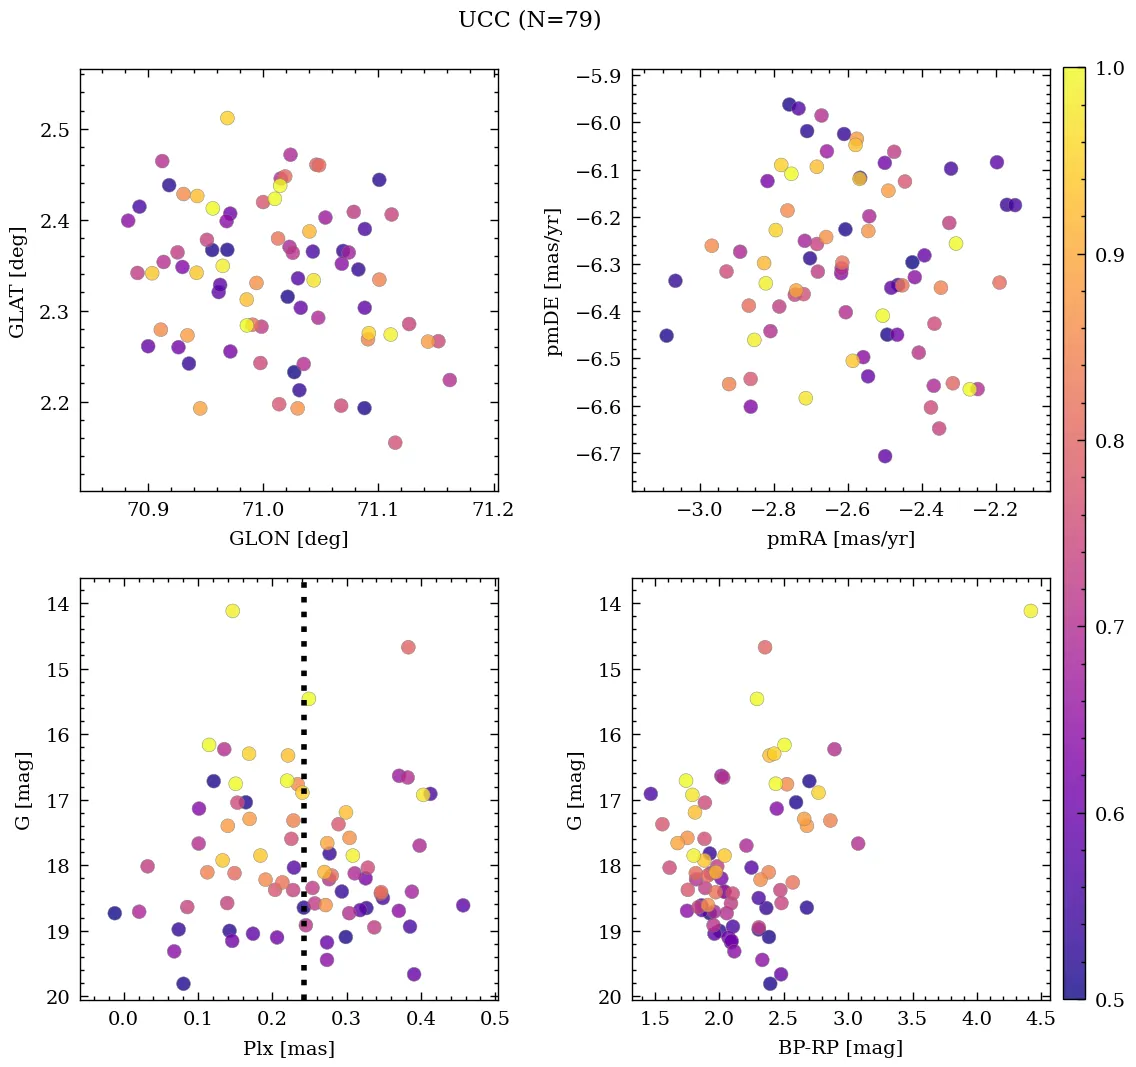 UCC (N=79)
2.5
2.4
2.3
2.2
GLAT [deg]
70.9 71.0 71.1 71.2
GLON [deg]
−5.9
−6.0
−6.1
−6.2
−6.3
−6.4
−6.5
−6.6
−6.7
pmDE [mas/yr]
−3.0 −2.8 −2.6 −2.4 −2.2
pmRA [mas/yr]
14
15
16
17
18
19
20
G [mag]
0.0 0.1 0.2 0.3 0.4 0.5
Plx [mas]
14
15
16
17
18
19
20
G [mag]
1.5 2.0 2.5 3.0 3.5 4.0 4.5
BP-RP [mag]
1.0
0.9
0.8
0.7
0.6
0.5